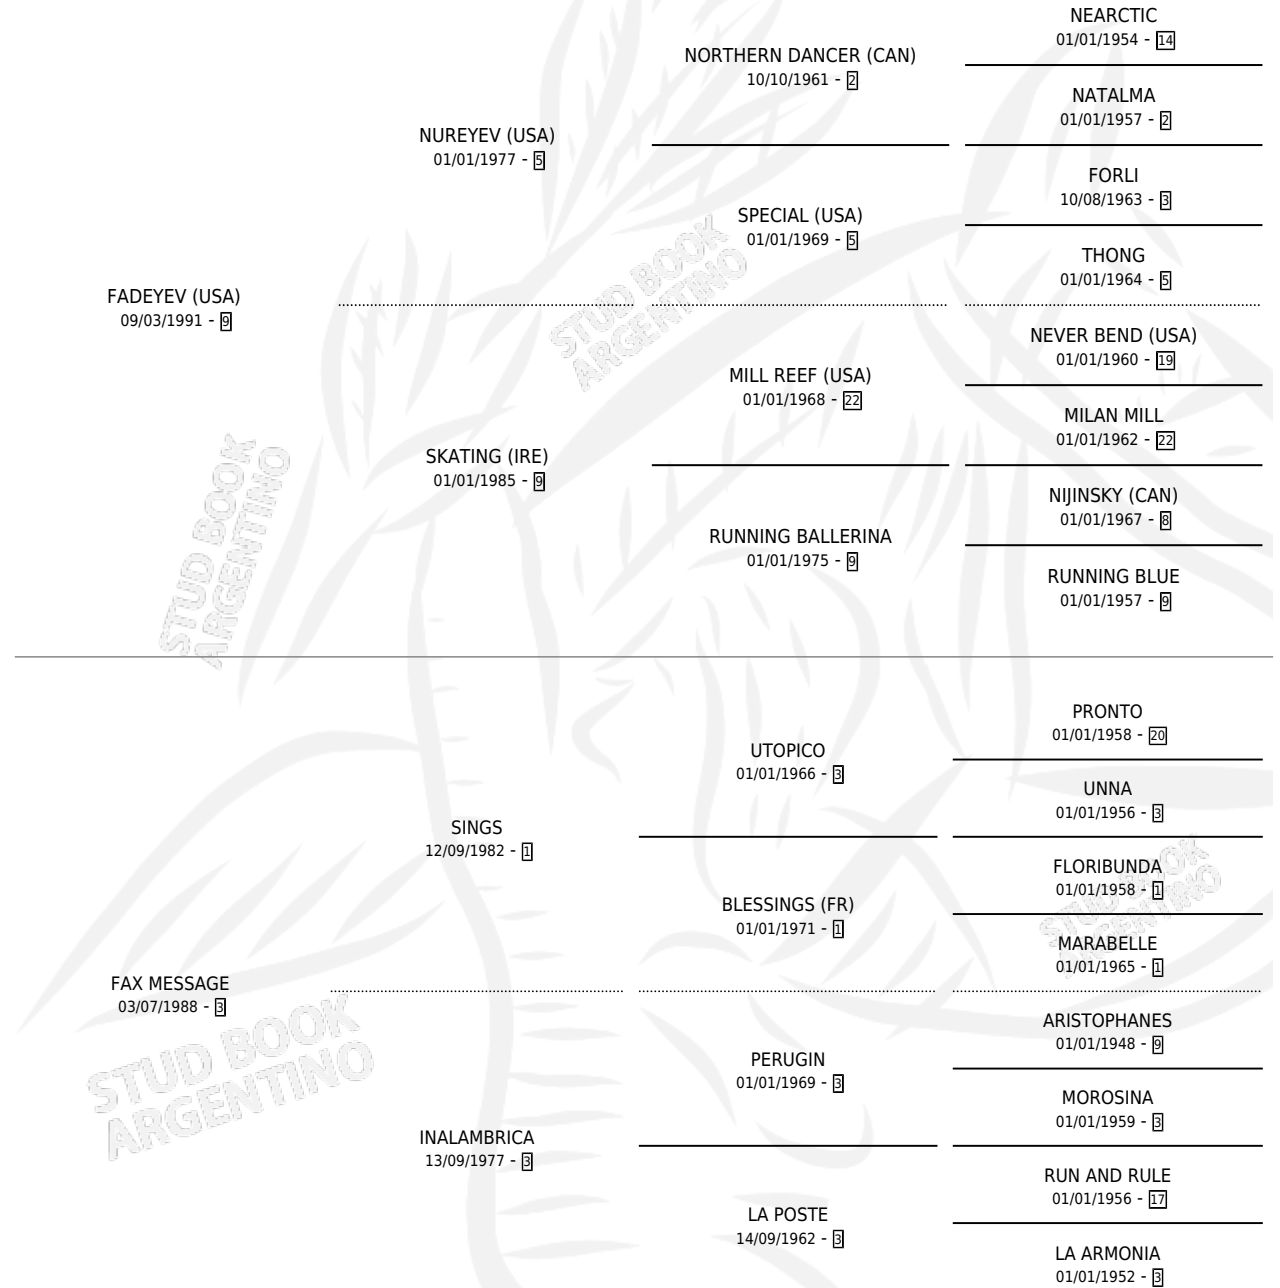 NEARCTIC
01/01/1954 - 14
NORTHERN DANCER (CAN)
10/10/1961 - 2
NATALMA
01/01/1957 - 2
NUREYEV (USA)
01/01/1977 - 5
FORLI
10/08/1963 - 3
SPECIAL (USA)
01/01/1969 - 5
THONG
01/01/1964 - 5
FADEYEV (USA)
09/03/1991 - 9
NEVER BEND (USA)
01/01/1960 - 19
MILL REEF (USA)
01/01/1968 - 22
MILAN MILL
01/01/1962 - 22
SKATING (IRE)
01/01/1985 - 9
NIJINSKY (CAN)
01/01/1967 - 8
RUNNING BALLERINA
01/01/1975 - 9
RUNNING BLUE
01/01/1957 - 9
PRONTO
01/01/1958 - 20
UTOPICO
01/01/1966 - 3
UNNA
01/01/1956 - 3
SINGS
12/09/1982 - 1
FLORIBUNDA
01/01/1958 - 1
BLESSINGS (FR)
01/01/1971 - 1
MARABELLE
01/01/1965 - 1
FAX MESSAGE
03/07/1988 - 3
ARISTOPHANES
01/01/1948 - 9
PERUGIN
01/01/1969 - 3
MOROSINA
01/01/1959 - 3
INALAMBRICA
13/09/1977 - 3
RUN AND RULE
01/01/1956 - 17
LA POSTE
14/09/1962 - 3
LA ARMONIA
01/01/1952 - 3
STUD BOOK
ARGENTINO
STUD BOOK
ARGENTINO
STUD BOOK
ARGENTINO
STUD BOOK
ARGENTINO